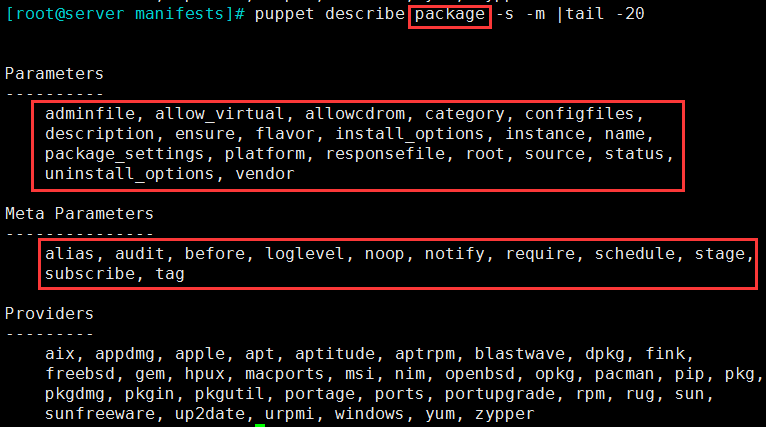 [root@server manifests]# puppet describe package -s -m |tail -20
Parameters
----------
adminfile, allow_virtual, allowcdrom, category, configfiles,
description, ensure, flavor, install_options, instance, name,
package_settings, platform, responsefile, root, source, status,
uninstall_options, vendor
Meta Parameters
---------------
alias, audit, before, loglevel, noop, notify, require, schedule, stage,
subscribe, tag
Providers
---------
aix, appdmg, apple, apt, aptitude, aptrpm, blastwave, dpkg, fink,
freebsd, gem, hpux, macports, msi, nim, openbsd, opkg, pacman, pip, pkg,
pkgdmg, pkgin, pkgutil, portage, ports, portupgrade, rpm, rug, sun,
sunfreeware, up2date, urpmi, windows, yum, zypper